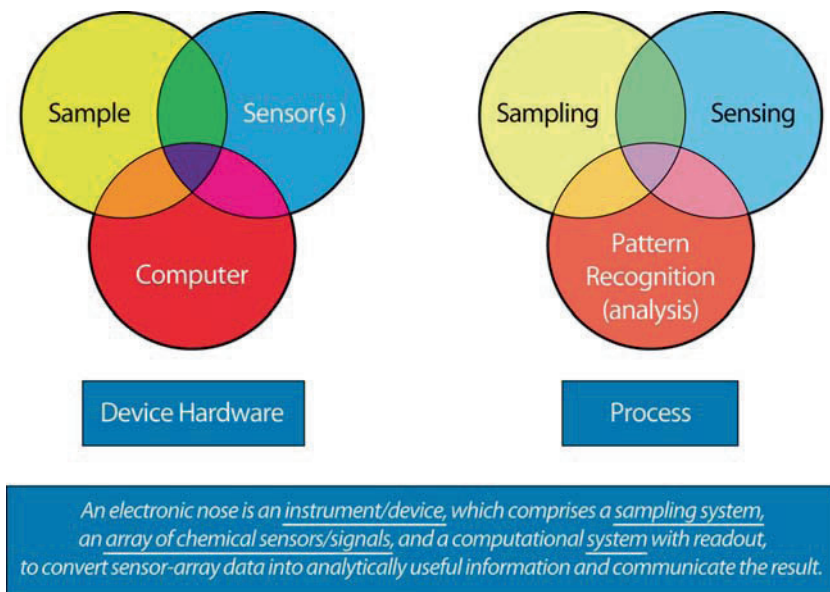 Sample
Sensor(s)
Computer
Sampling
Sensing
Pattern
Recognition
(analysis)
Device Hardware
Process
An electronic nose is an instrument/device, which comprises a sampling system,
an array of chemical sensors/signals, and a computational system with readout,
to convert sensor-array data into analytically useful information and communicate the result.